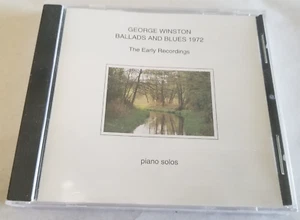 GEORGE WINSTON
BALLADS AND BLUES 1972
The Early Recordings
piano solos